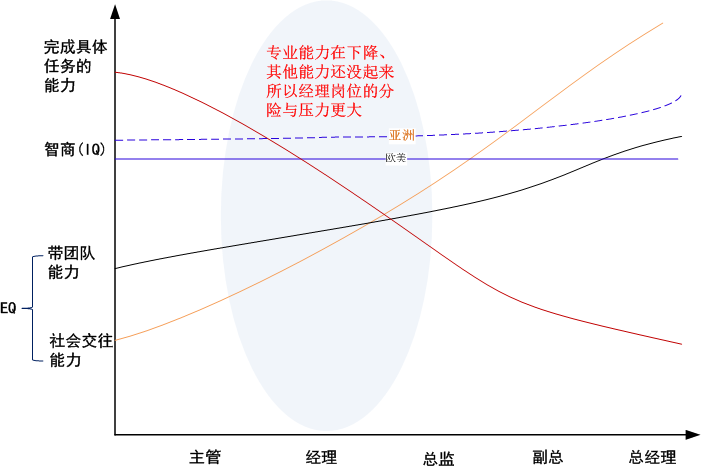 完成具体
任务的
能力
专业能力在下降、
其他能力还没起来
所以经理岗位的分
险与压力更大
亚洲
智商(IQ)
欧美
带团队
能力
EQ
社会交往
能力
主管
经理
总监
副总
总经理